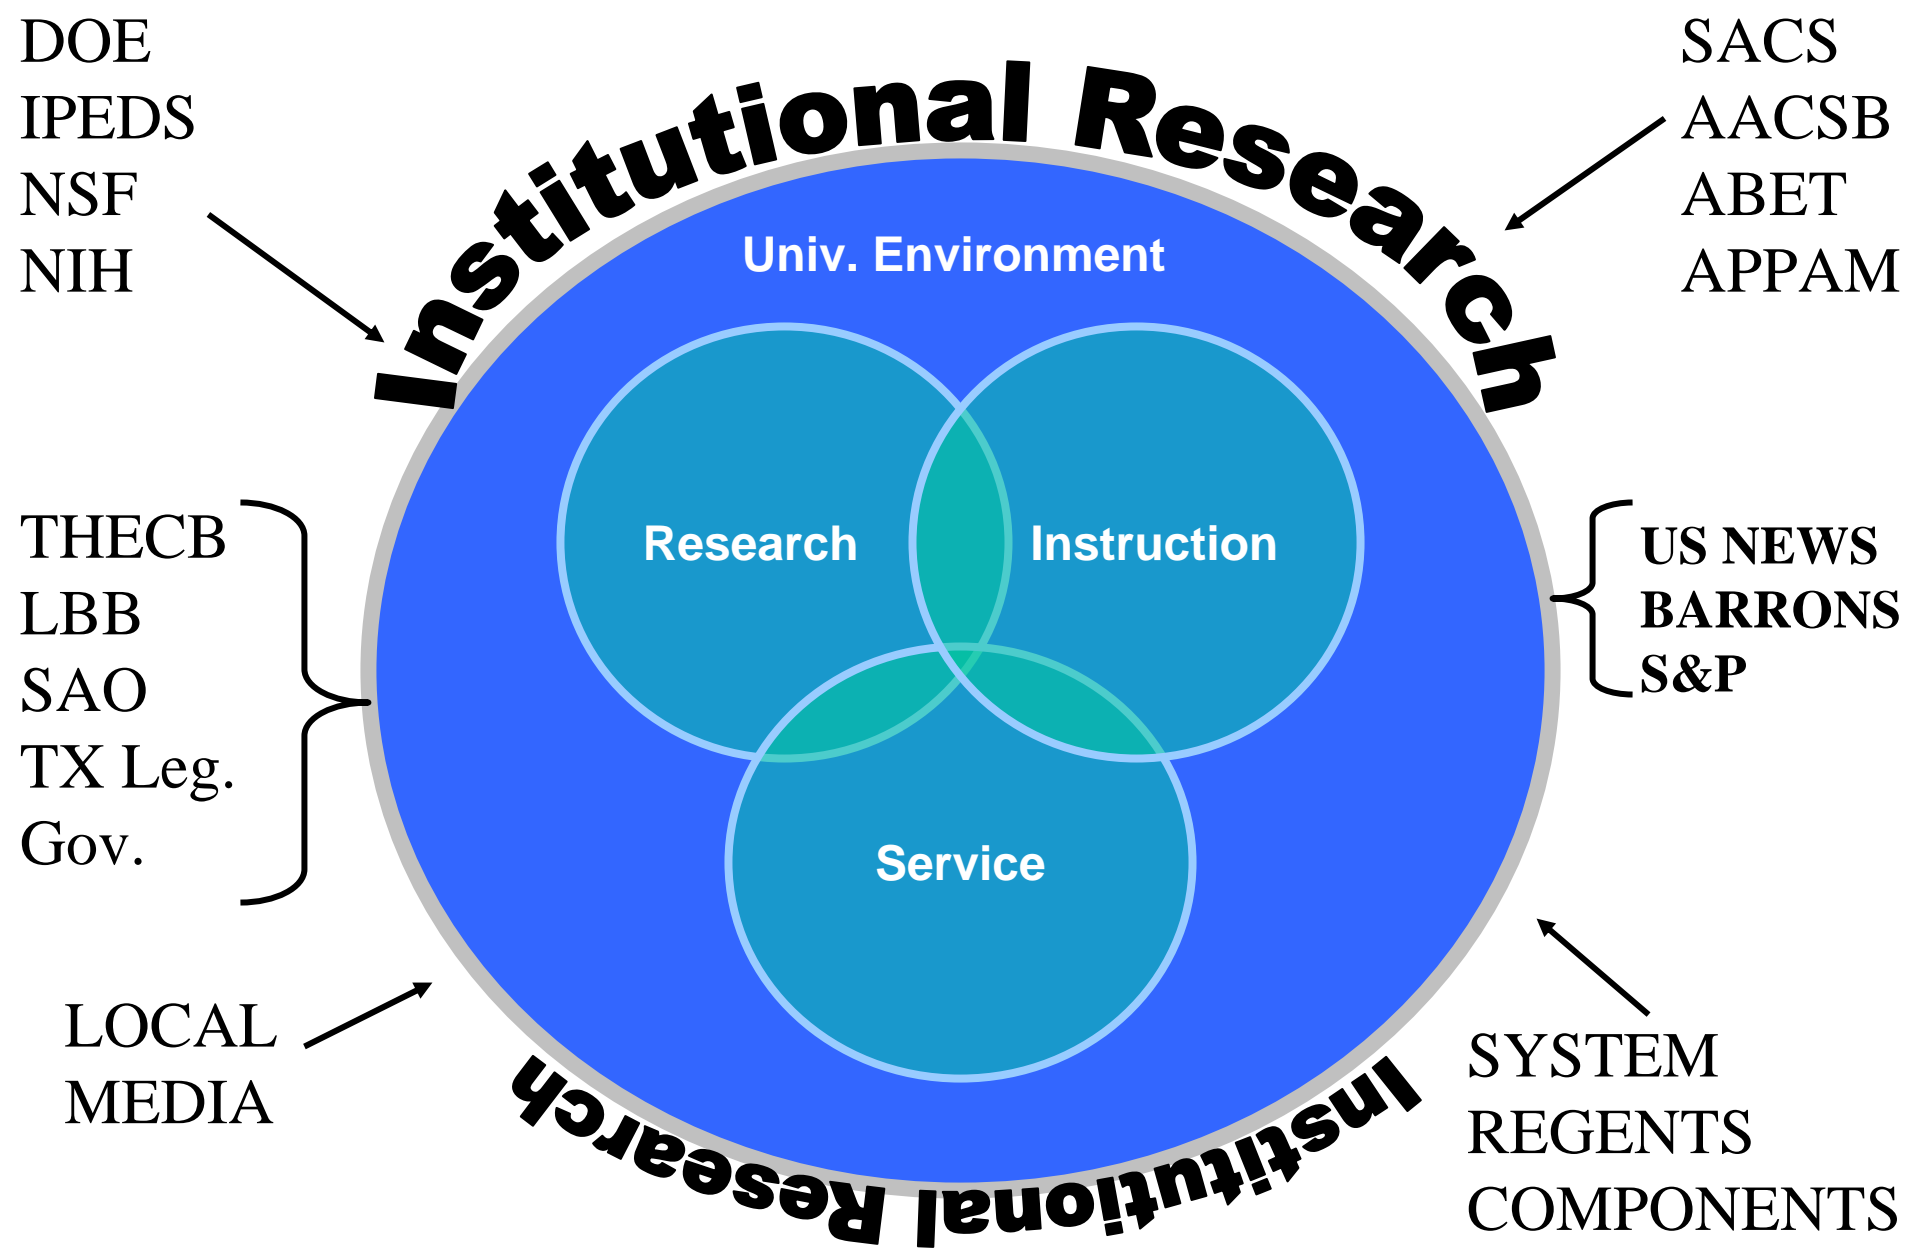 DOE
IPEDS
NSF
NIH
SACS
AACSB
ABET
APPAM
Institutional Research
Univ. Environment
Research
Instruction
Service
THECB
LBB
SAO
TX Leg.
Gov.
US NEWS
BARRONS
S&P
LOCAL
MEDIA
SYSTEM
REGENTS
COMPONENTS
Institutional Research